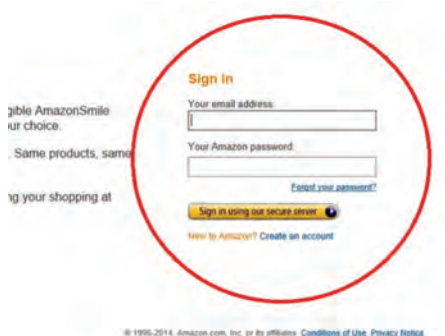 Sign In
gible AmazonSmile
ur choice.
Your email address:
. Same products, same
Your Amazon password:
Forgot your password?
ng your shopping at
Sign in using our secure server
New to Amazon? Create an account
© 1996-2014, Amazon.com, Inc. or its affiliates Conditions of Use Privacy Notice